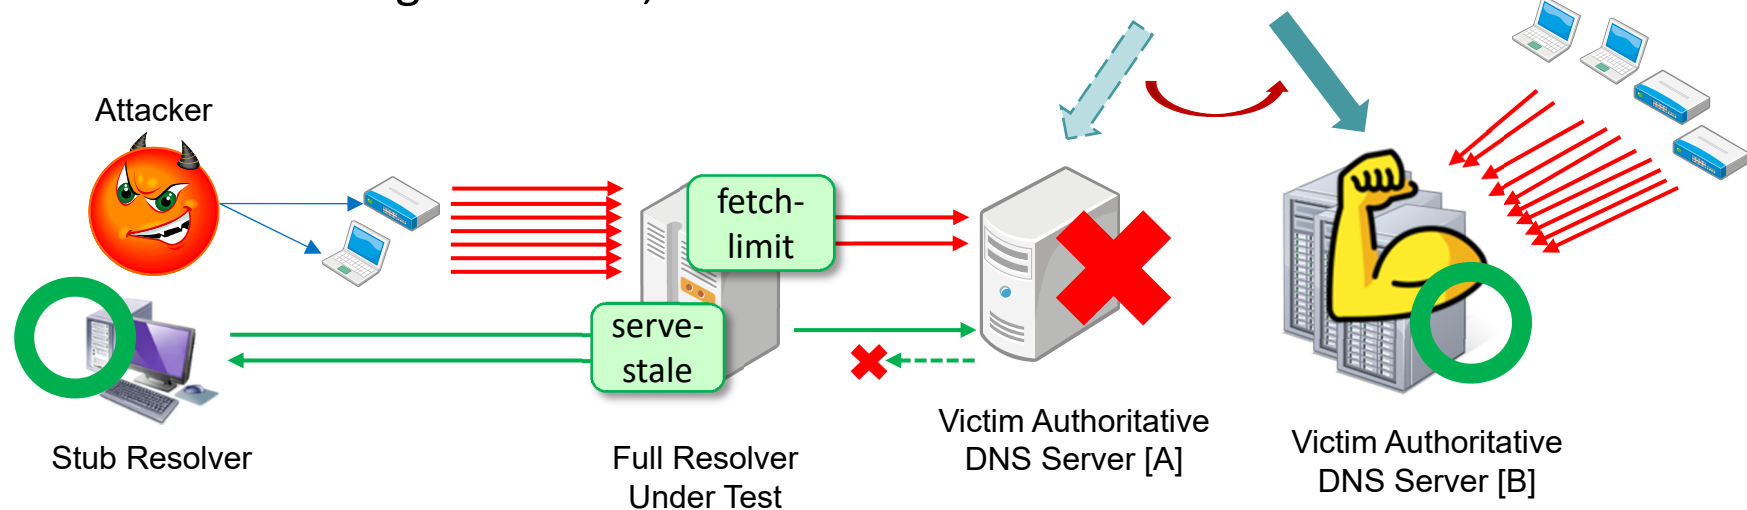 Attacker
fetch-
limit
serve-
stale
Stub Resolver
Full Resolver
Under Test
Victim Authoritative
DNS Server [A]
Victim Authoritative
DNS Server [B]